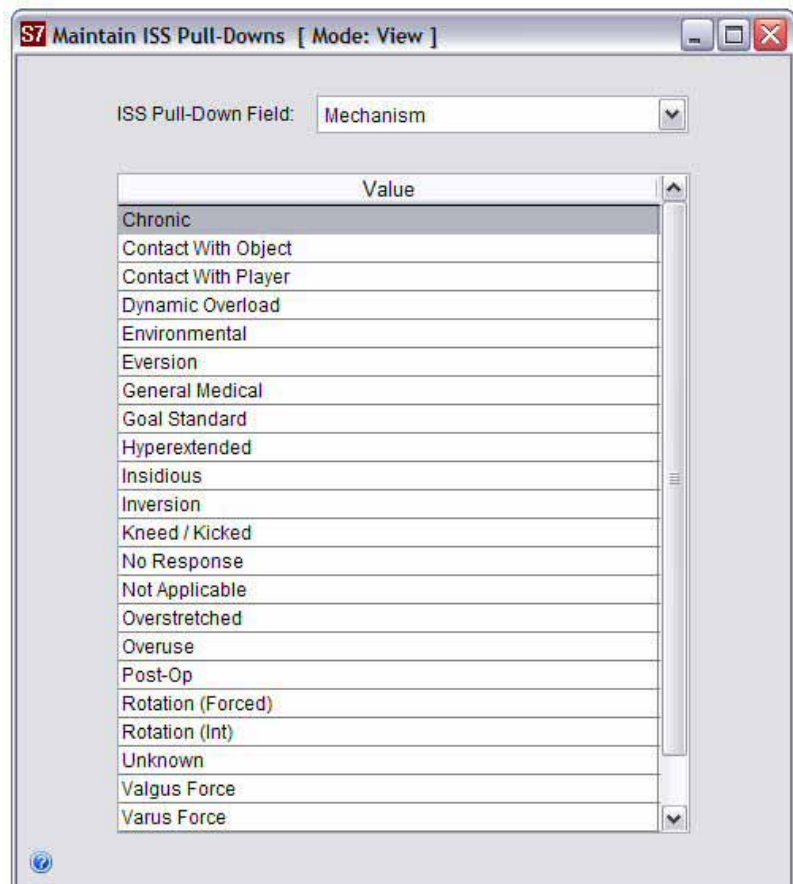 S7 Maintain ISS Pull-Downs [ Mode: View ]
ISS Pull-Down Field: Mechanism
Value
Chronic
Contact With Object
Contact With Player
Dynamic Overload
Environmental
Eversion
General Medical
Goal Standard
Hyperextended
Insidious
Inversion
Kneed / Kicked
No Response
Not Applicable
Overstretched
Overuse
Post-Op
Rotation (Forced)
Rotation (Int)
Unknown
Valgus Force
Varus Force
?